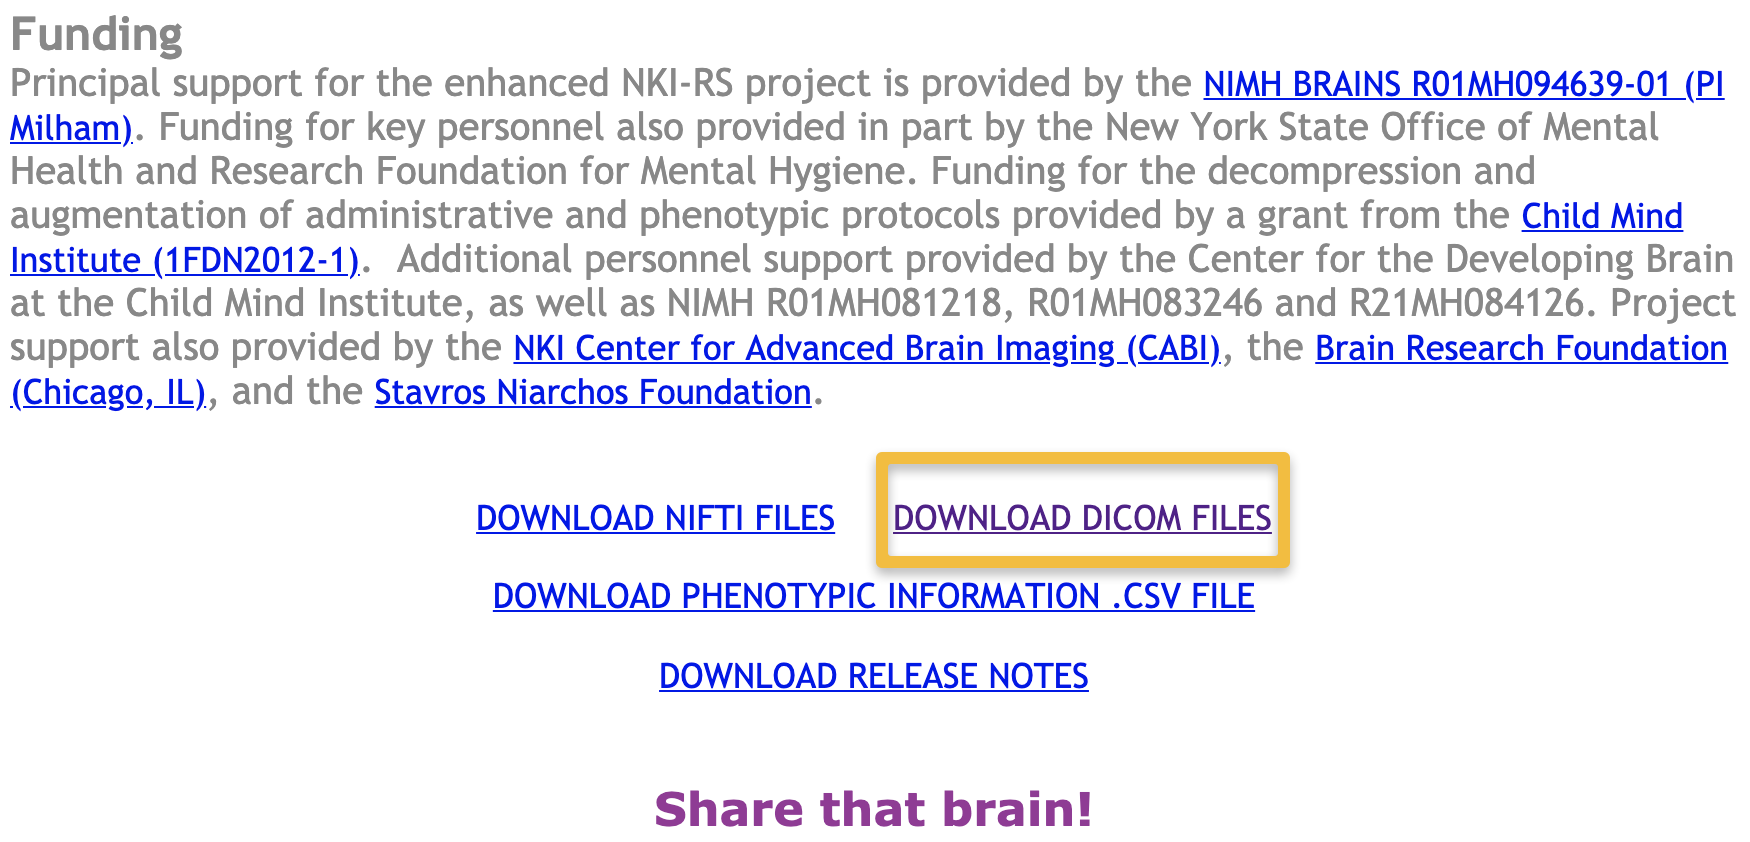 Funding
Principal support for the enhanced NKI-RS project is provided by the NIMH BRAINS R01MH094639-01 (PI
Milham). Funding for key personnel also provided in part by the New York State Office of Mental
Health and Research Foundation for Mental Hygiene. Funding for the decompression and
augmentation of administrative and phenotypic protocols provided by a grant from the Child Mind
Institute (1FDN2012-1).  Additional personnel support provided by the Center for the Developing Brain
at the Child Mind Institute, as well as NIMH R01MH081218, R01MH083246 and R21MH084126. Project
support also provided by the NKI Center for Advanced Brain Imaging (CABI), the Brain Research Foundation
(Chicago, IL), and the Stavros Niarchos Foundation.
DOWNLOAD NIFTI FILES DOWNLOAD DICOM FILES
DOWNLOAD PHENOTYPIC INFORMATION .CSV FILE
DOWNLOAD RELEASE NOTES
Share that brain!